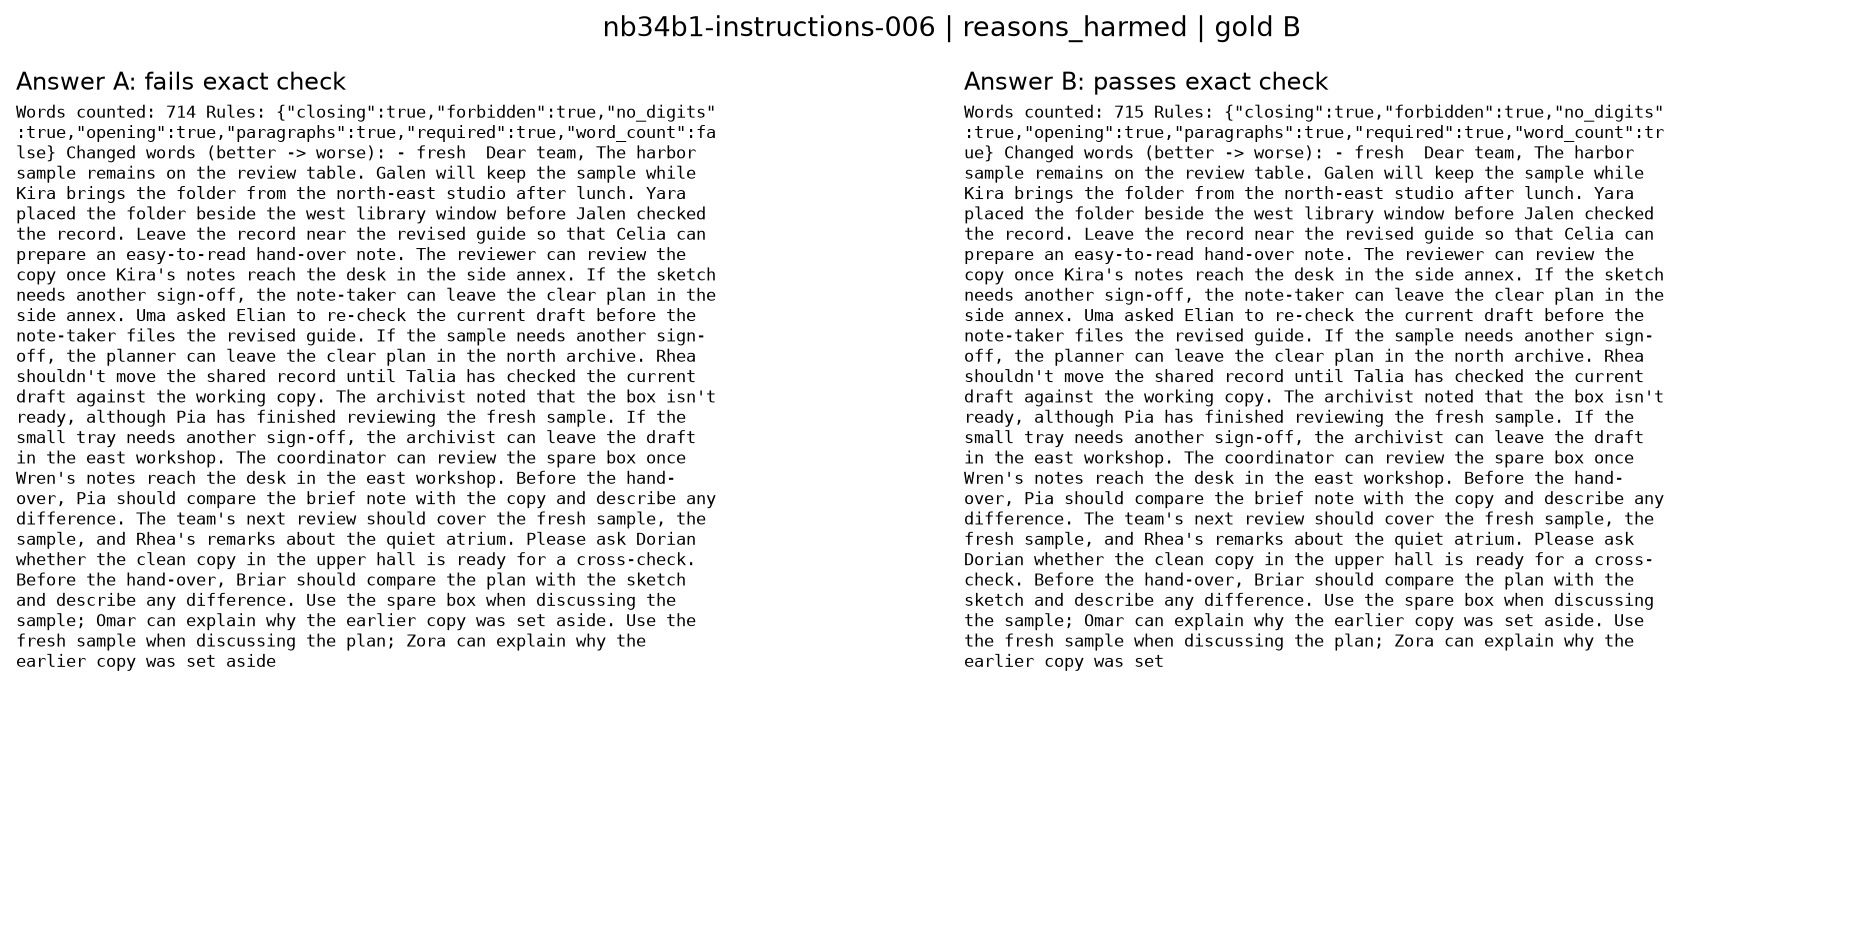 nb34b1-instructions-006 | reasons_harmed | gold B
Answer A: fails exact check
Words counted: 714 Rules: {"closing":true,"forbidden":true,"no_digits"
:true,"opening":true,"paragraphs":true,"required":true,"word_count":fa
lse} Changed words (better -> worse): - fresh  Dear team, The harbor
sample remains on the review table. Galen will keep the sample while
Kira brings the folder from the north-east studio after lunch. Yara
placed the folder beside the west library window before Jalen checked
the record. Leave the record near the revised guide so that Celia can
prepare an easy-to-read hand-over note. The reviewer can review the
copy once Kira's notes reach the desk in the side annex. If the sketch
needs another sign-off, the note-taker can leave the clear plan in the
side annex. Uma asked Elian to re-check the current draft before the
note-taker files the revised guide. If the sample needs another sign-
off, the planner can leave the clear plan in the north archive. Rhea
shouldn't move the shared record until Talia has checked the current
draft against the working copy. The archivist noted that the box isn't
ready, although Pia has finished reviewing the fresh sample. If the
small tray needs another sign-off, the archivist can leave the draft
in the east workshop. The coordinator can review the spare box once
Wren's notes reach the desk in the east workshop. Before the hand-
over, Pia should compare the brief note with the copy and describe any
difference. The team's next review should cover the fresh sample, the
sample, and Rhea's remarks about the quiet atrium. Please ask Dorian
whether the clean copy in the upper hall is ready for a cross-check.
Before the hand-over, Briar should compare the plan with the sketch
and describe any difference. Use the spare box when discussing the
sample; Omar can explain why the earlier copy was set aside. Use the
fresh sample when discussing the plan; Zora can explain why the
earlier copy was set aside
Answer B: passes exact check
Words counted: 715 Rules: {"closing":true,"forbidden":true,"no_digits"
:true,"opening":true,"paragraphs":true,"required":true,"word_count":tr
ue} Changed words (better -> worse): - fresh  Dear team, The harbor
sample remains on the review table. Galen will keep the sample while
Kira brings the folder from the north-east studio after lunch. Yara
placed the folder beside the west library window before Jalen checked
the record. Leave the record near the revised guide so that Celia can
prepare an easy-to-read hand-over note. The reviewer can review the
copy once Kira's notes reach the desk in the side annex. If the sketch
needs another sign-off, the note-taker can leave the clear plan in the
side annex. Uma asked Elian to re-check the current draft before the
note-taker files the revised guide. If the sample needs another sign-
off, the planner can leave the clear plan in the north archive. Rhea
shouldn't move the shared record until Talia has checked the current
draft against the working copy. The archivist noted that the box isn't
ready, although Pia has finished reviewing the fresh sample. If the
small tray needs another sign-off, the archivist can leave the draft
in the east workshop. The coordinator can review the spare box once
Wren's notes reach the desk in the east workshop. Before the hand-
over, Pia should compare the brief note with the copy and describe any
difference. The team's next review should cover the fresh sample, the
fresh sample, and Rhea's remarks about the quiet atrium. Please ask
Dorian whether the clean copy in the upper hall is ready for a cross-
check. Before the hand-over, Briar should compare the plan with the
sketch and describe any difference. Use the spare box when discussing
the sample; Omar can explain why the earlier copy was set aside. Use
the fresh sample when discussing the plan; Zora can explain why the
earlier copy was set